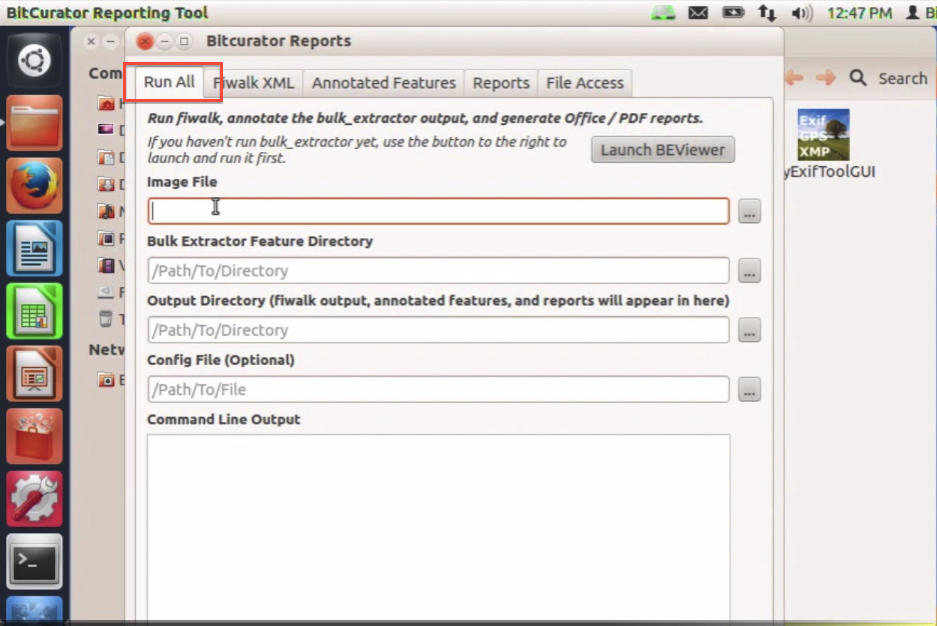 BitCurator Reporting Tool
12:47 PM
Bi
Bitcurator Reports
Com
Run All
Fiwalk XML
Annotated Features
Reports
File Access
Search
Run fiwalk, annotate the bulk_extractor output, and generate Office / PDF reports.
If you haven't run bulk_extractor yet, use the button to the right to
launch and run it first.
Launch BEViewer
Exif
GPS
XMP
yExifToolGUI
Image File
...
Bulk Extractor Feature Directory
/Path/To/Directory
...
Output Directory (fiwalk output, annotated features, and reports will appear in here)
/Path/To/Directory
...
Netw
Config File (Optional)
/Path/To/File
...
Command Line Output
>_